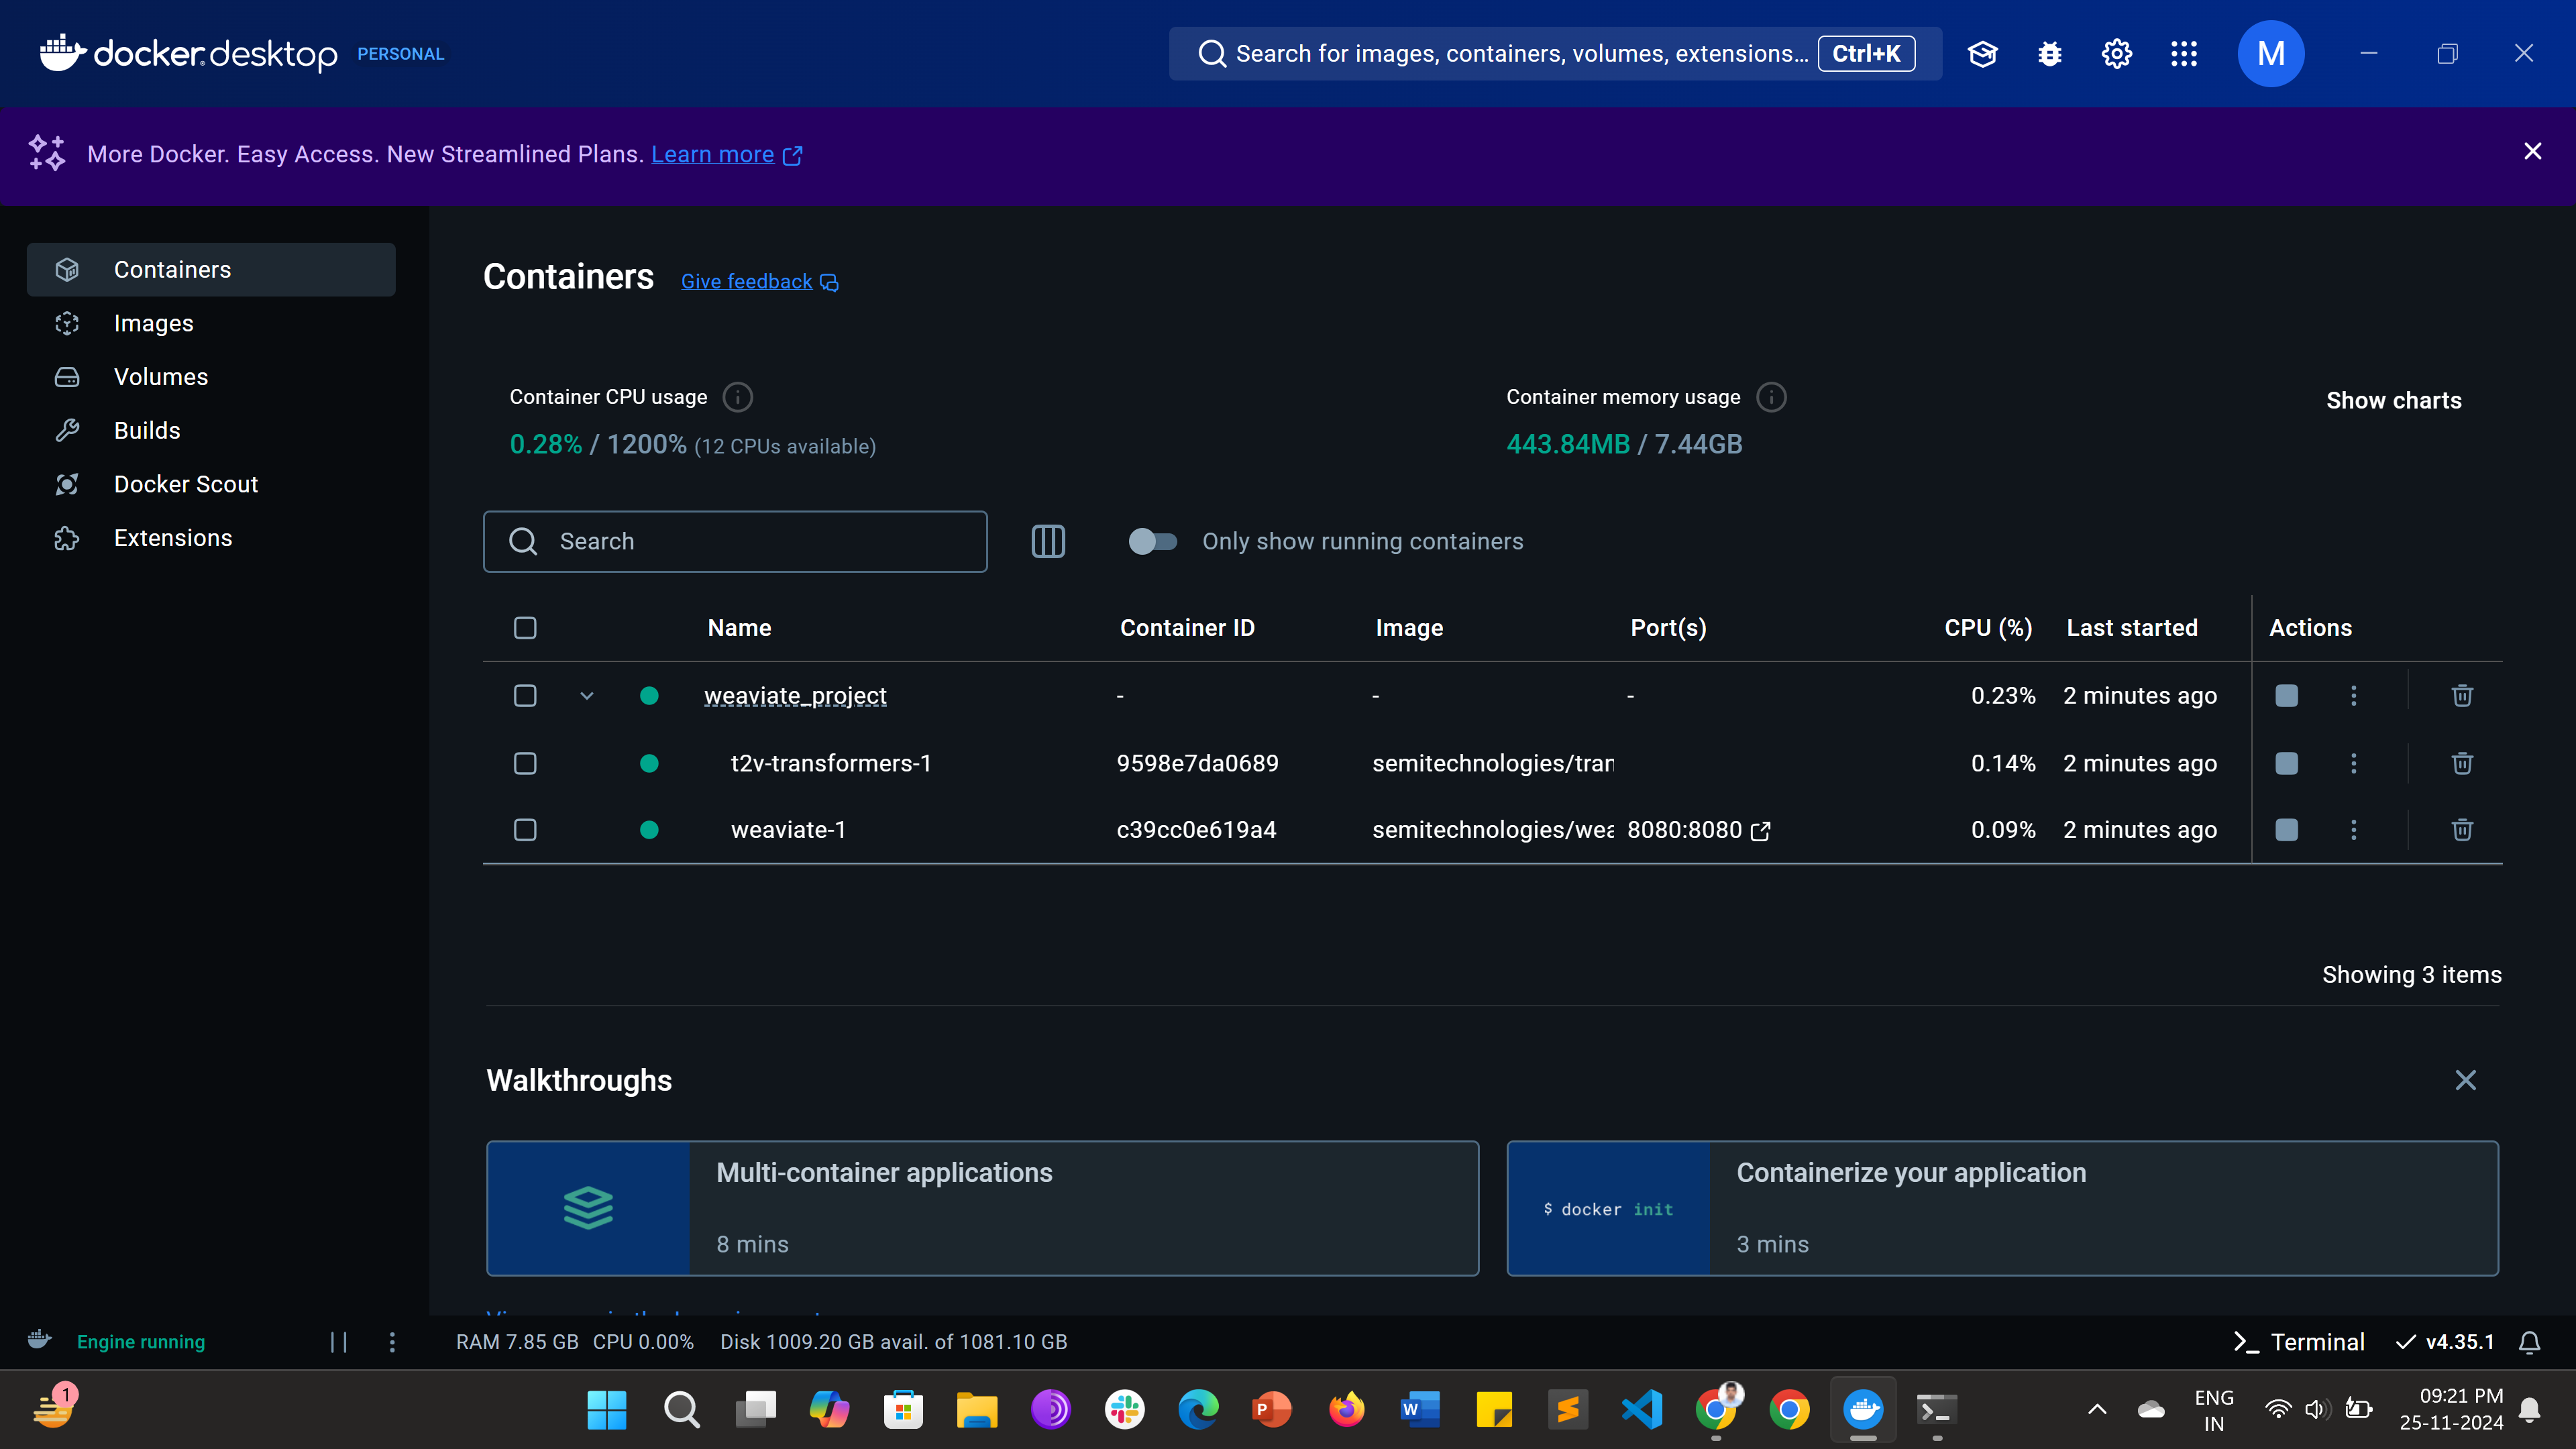 docker.desktop PERSONAL
Search for images, containers, volumes, extensions... Ctrl+K
M
More Docker. Easy Access. New Streamlined Plans. Learn more
Containers
Images
Volumes
Builds
Docker Scout
Extensions
Containers Give feedback
Container CPU usage
0.28% / 1200% (12 CPUs available)
Container memory usage
443.84MB / 7.44GB
Show charts
Search
Only show running containers
Name Container ID Image Port(s) CPU (%) Last started Actions
weaviate_project - - - 0.23% 2 minutes ago
t2v-transformers-1 9598e7da0689 semitechnologies/tran 0.14% 2 minutes ago
weaviate-1 c39cc0e619a4 semitechnologies/wea 8080:8080 0.09% 2 minutes ago
Showing 3 items
Walkthroughs
Multi-container applications
8 mins
$ docker init
Containerize your application
3 mins
Engine running
RAM 7.85 GB CPU 0.00% Disk 1009.20 GB avail. of 1081.10 GB
Terminal v4.35.1
1
P
W
ENG
IN
09:21 PM
25-11-2024